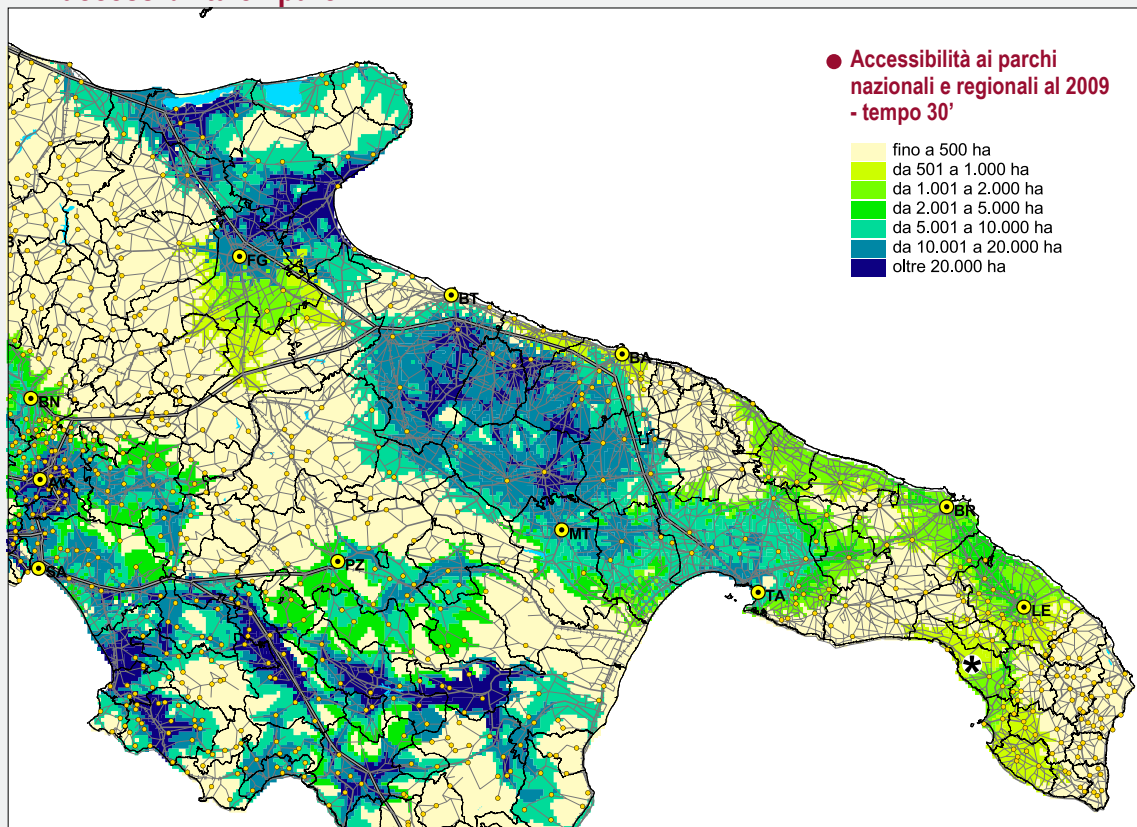 Accessibilità ai parchi
nazionali e regionali al 2009
- tempo 30’
fino a 500 ha
da 501 a 1.000 ha
da 1.001 a 2.000 ha
da 2.001 a 5.000 ha
da 5.001 a 10.000 ha
da 10.001 a 20.000 ha
oltre 20.000 ha
FG
BT
BA
BN
AV
BR
MT
PZ
SA
TA
LE
*